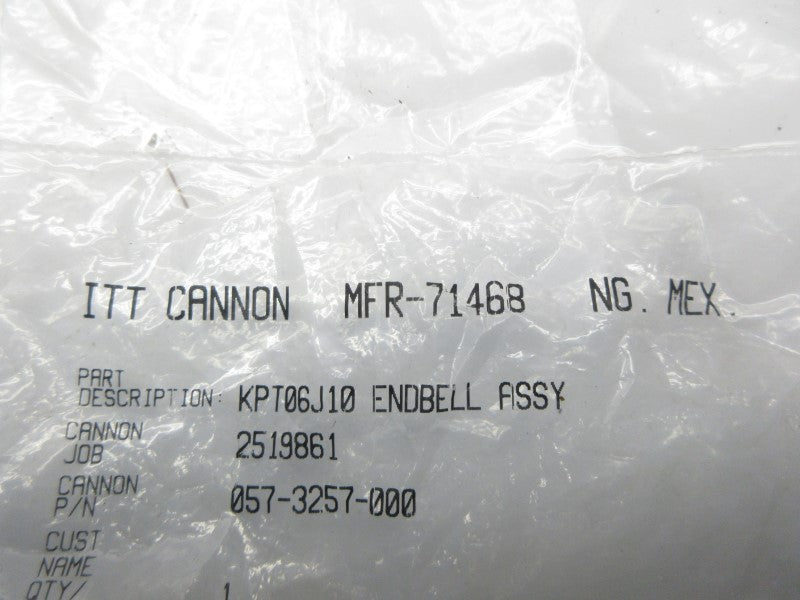 ITT CANNON MFR-71468 NG. MEX.
PART
DESCRIPTION: KPT06J10 ENDBELL ASSY
CANNON
JOB 2519861
CANNON
P/N 057-3257-000
CUST
NAME
QTY/ 1